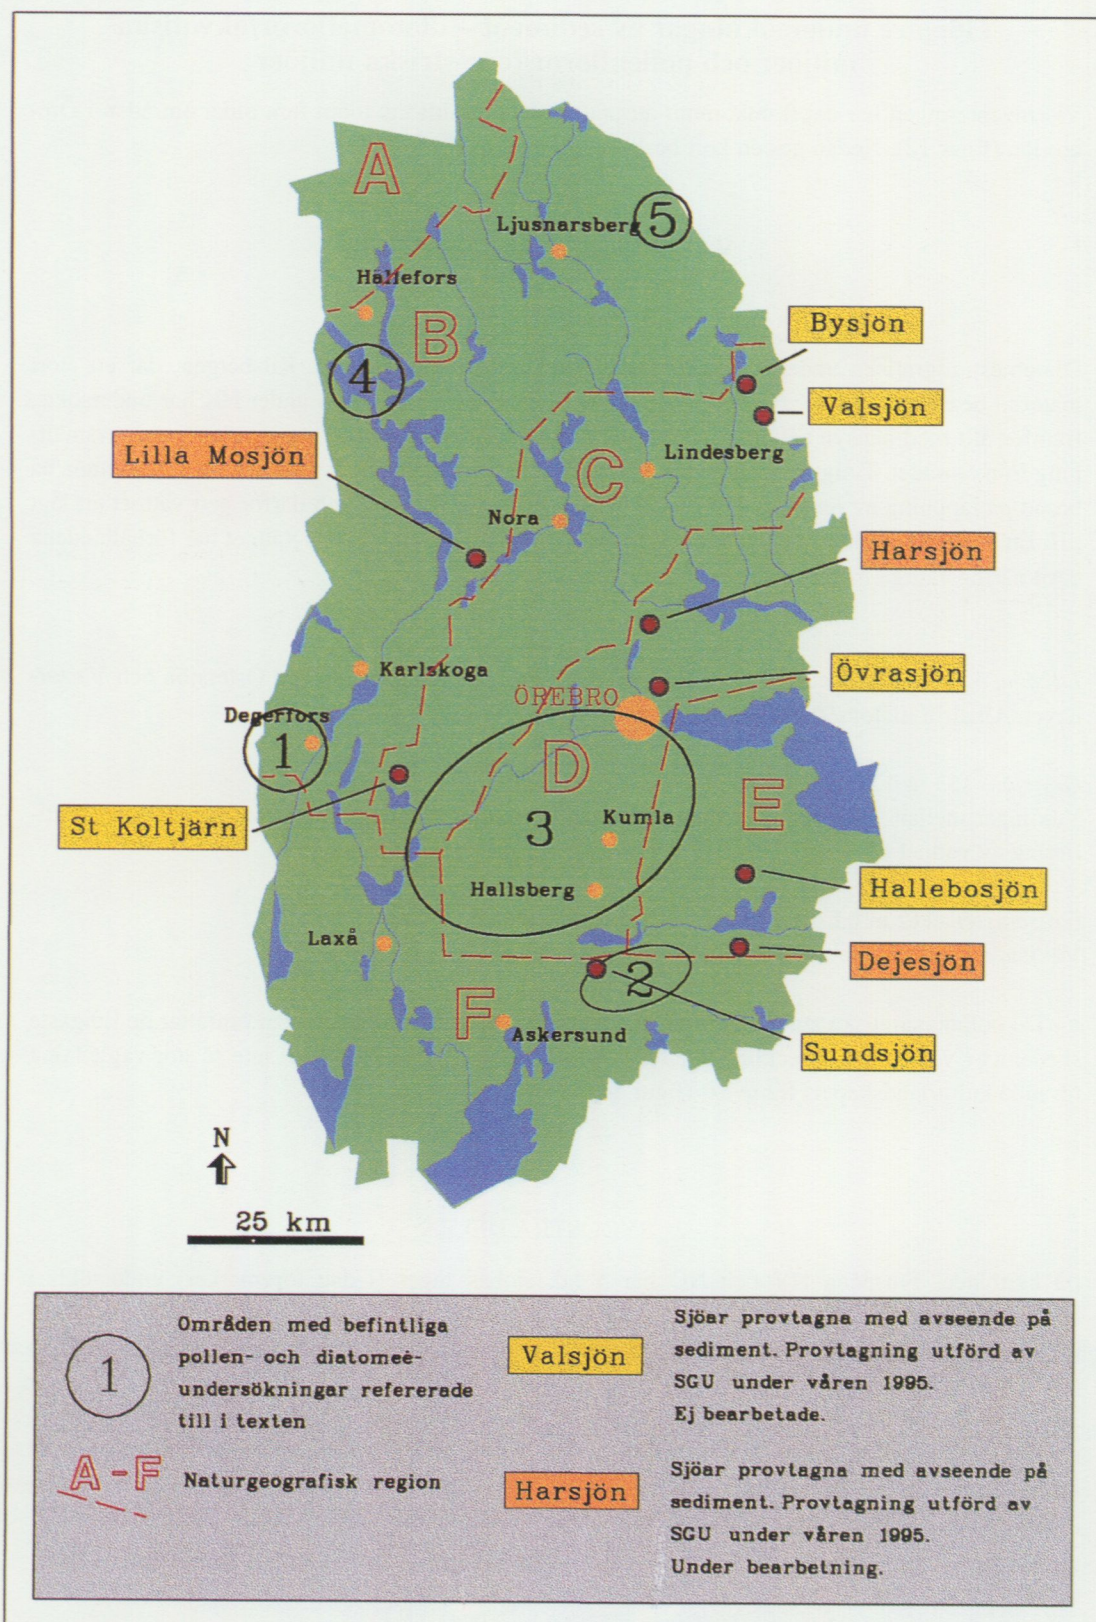 A
Ljusnarsberg
5
Hällefors
B
Bysjön
4
Valsjön
Lilla Mosjön
Lindesberg
C
Nora
Harsjön
Karlskoga
Övrasjön
ÖREBRO
Degerfors
1
D
E
St Koltjärn
3
Kumla
Hallsberg
Hallebosjön
Laxå
Dejesjön
2
F
Askersund
Sundsjön
N
25 km
1
Områden med befintliga
pollen- och diatomeè-
undersökningar refererade
till i texten
A - F
Naturgeografisk region
Valsjön
Sjöar provtagna med avseende på
sediment. Provtagning utförd av
SGU under våren 1995.
Ej bearbetade.
Harsjön
Sjöar provtagna med avseende på
sediment. Provtagning utförd av
SGU under våren 1995.
Under bearbetning.